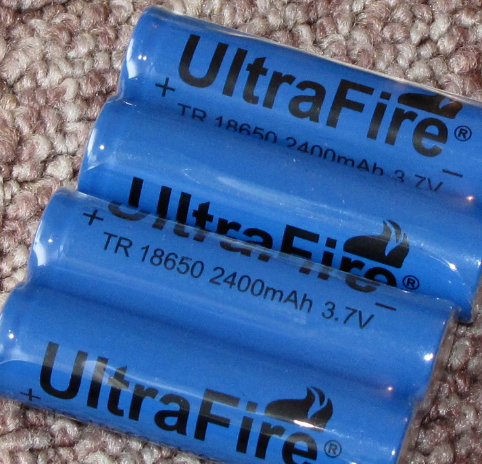 UltraFire®
+ TR 18650 2400mAh 3.7V −
UltraFire®
+ TR 18650 2400mAh 3.7V −
UltraFire®
+